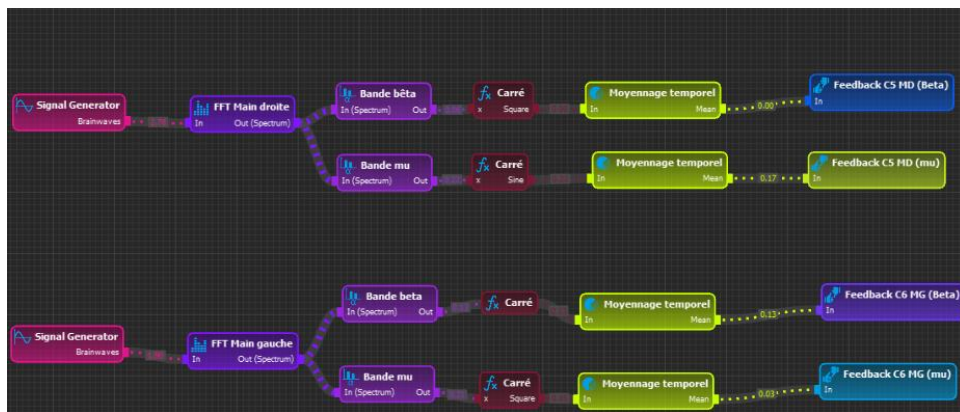 Signal Generator
Brainwaves
FFT Main droite
In Out (Spectrum)
Bande bêta
In (Spectrum) Out
Carré
x Square
Moyennage temporel
In Mean
0.00
Feedback C5 MD (Beta)
In
Bande mu
In (Spectrum) Out
Carré
x Sine
Moyennage temporel
In Mean
0.17
Feedback C5 MD (mu)
In
Signal Generator
Brainwaves
FFT Main gauche
In Out (Spectrum)
Bande beta
In (Spectrum) Out
Carré
Moyennage temporel
In Mean
0.13
Feedback C6 MG (Beta)
In
Bande mu
In (Spectrum) Out
Carré
x Square
Moyennage temporel
In Mean
0.03
Feedback C6 MG (mu)
In